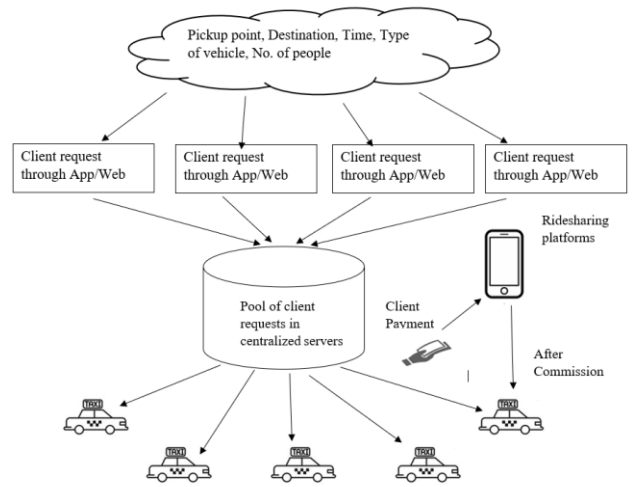 Pickup point, Destination, Time, Type
of vehicle, No. of people
Client request
through App/Web
Client request
through App/Web
Client request
through App/Web
Client request
through App/Web
Ridesharing
platforms
Pool of client
requests in
centralized servers
Client
Payment
After
Commission
TAXI
TAXI
TAXI
TAXI
TAXI